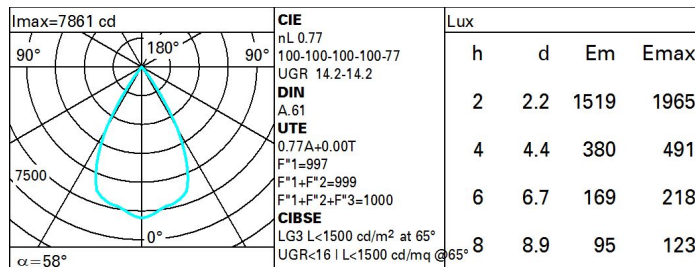 Imax=7861 cd
90° 180° 90°
7500
0°
α=58°
CIE
nL 0.77
100-100-100-100-77
UGR 14.2-14.2
DIN
A.61
UTE
0.77A+0.00T
F"1=997
F"1+F"2=999
F"1+F"2+F"3=1000
CIBSE
LG3 L<1500 cd/m² at 65°
UGR<16 | L<1500 cd/mq @65°
Lux
h d Em Emax
2 2.2 1519 1965
4 4.4 380 491
6 6.7 169 218
8 8.9 95 123